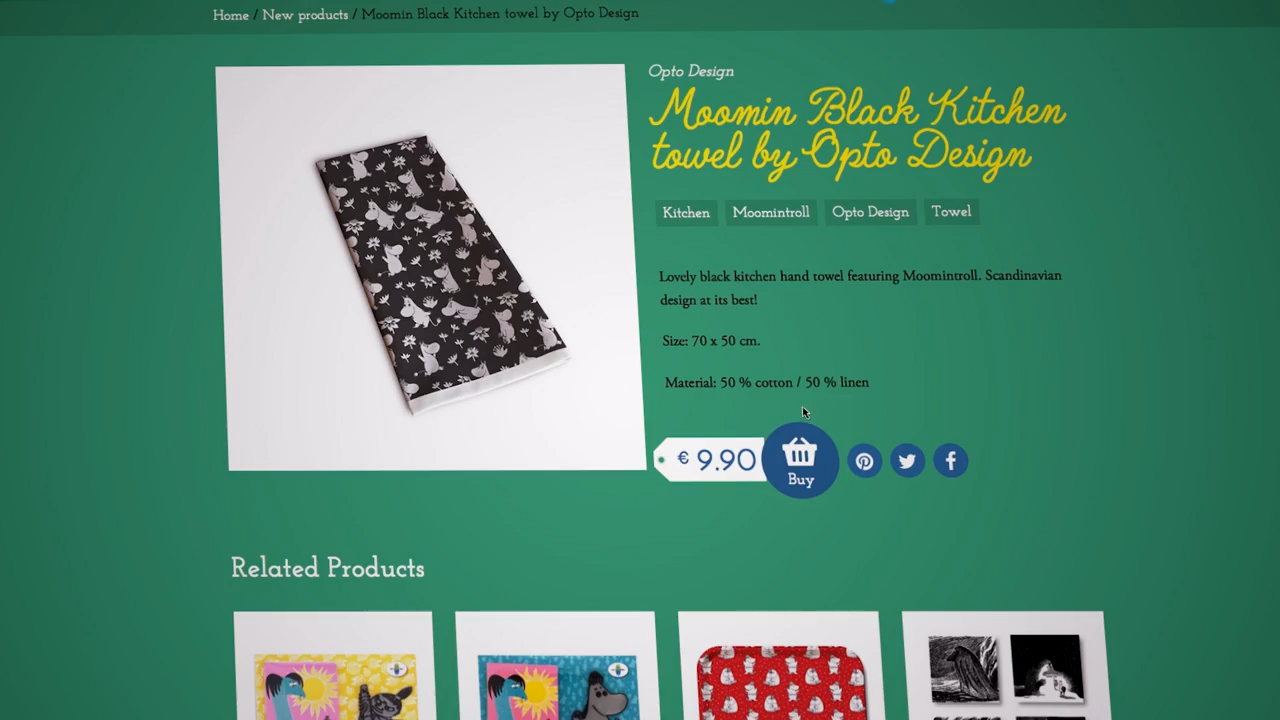 Home / New products / Moomin Black Kitchen towel by Opto Design
Opto Design
Moomin Black Kitchen
towel by Opto Design
Kitchen Moomintroll Opto Design Towel
Lovely black kitchen hand towel featuring Moomintroll. Scandinavian
design at its best!
Size: 70 x 50 cm.
Material: 50 % cotton / 50 % linen
€ 9.90
Buy
Related Products